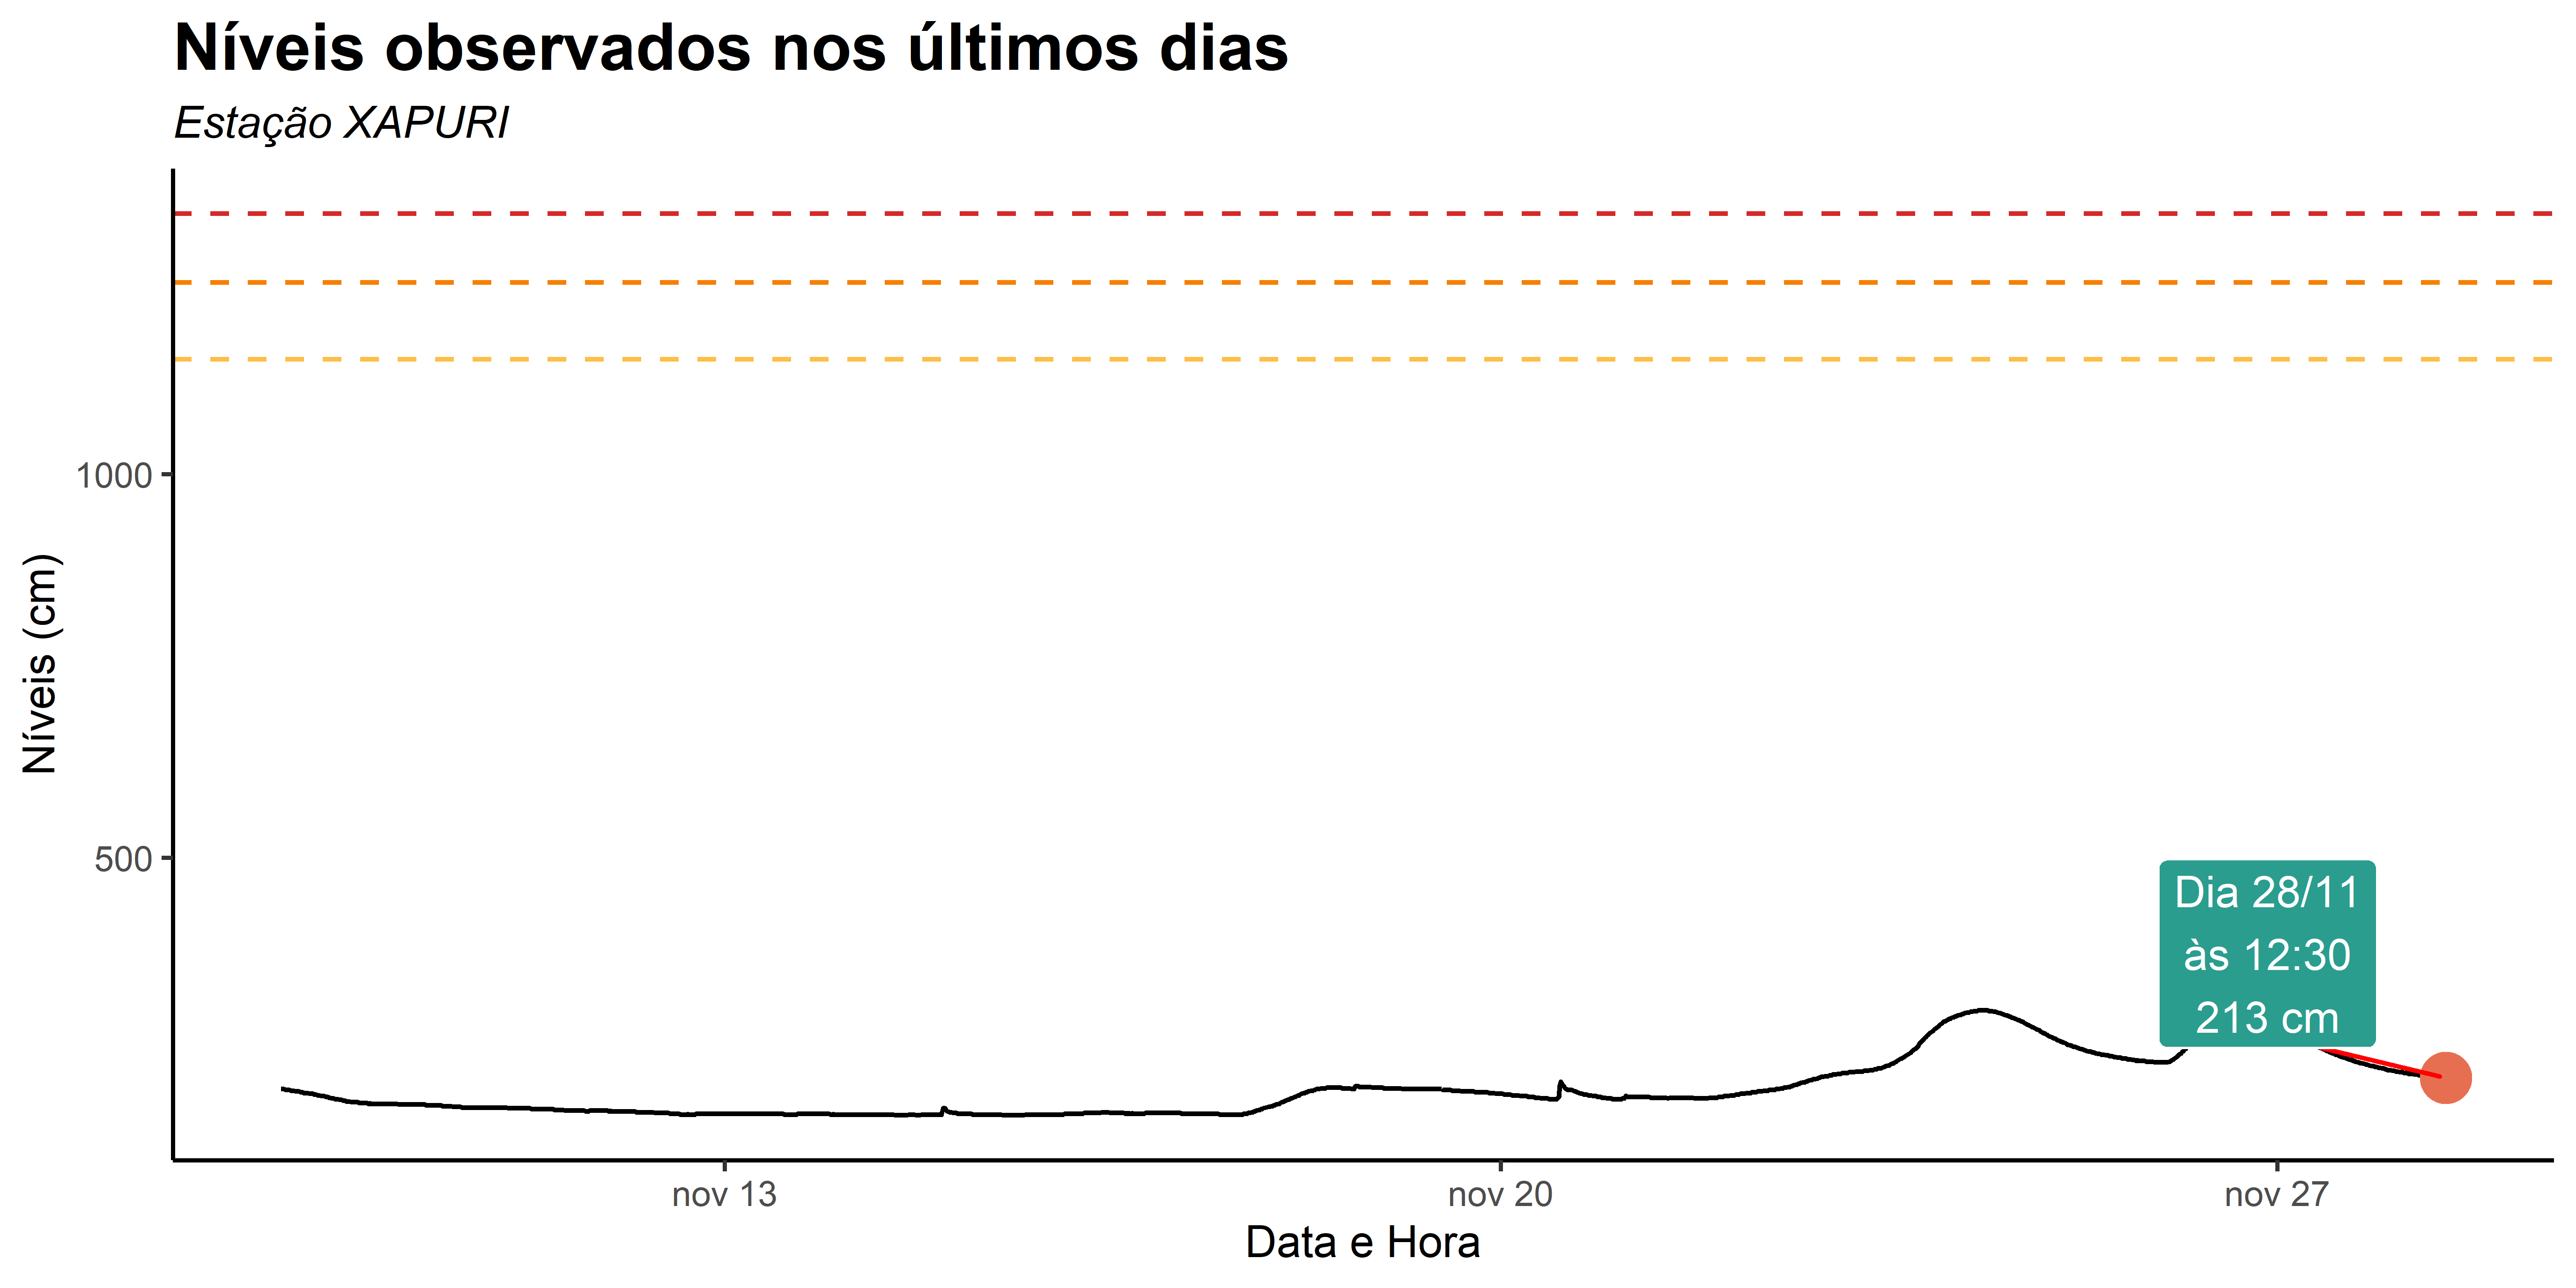 Níveis observados nos últimos dias
Estação XAPURI
Níveis (cm)
1000
500
Dia 28/11
às 12:30
213 cm
nov 13
nov 20
nov 27
Data e Hora